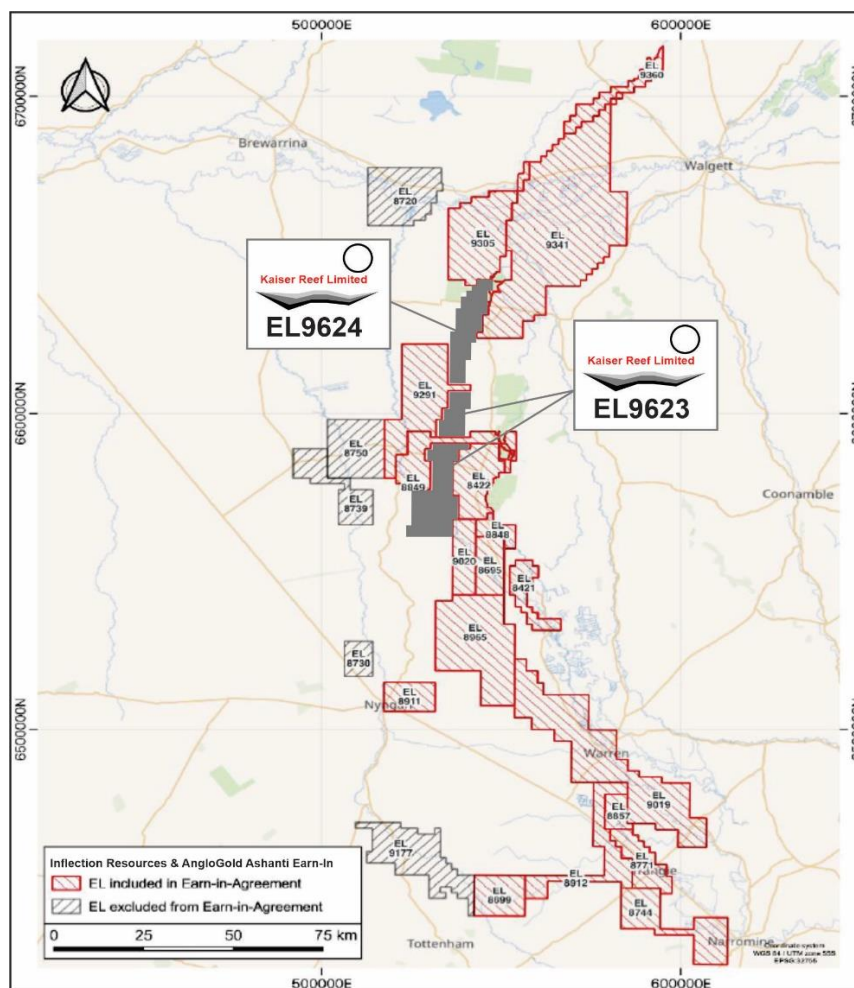 500000E
600000E
6700000N
EL
9360
Brewarrina
Walgett
EL
8720
EL
9305
EL
9341
Kaiser Reef Limited
EL9624
Kaiser Reef Limited
EL9623
EL
9291
6600000N
EL
8750
EL
8849
EL
8422
EL
8739
Coonamble
EL
8848
EL
9020
EL
8695
EL
8421
EL
8965
EL
8730
EL
8911
6500000N
Warren
EL
9019
EL
8857
EL
9177
EL
8771
EL
8912
EL
8699
EL
8744
Inflection Resources & AngloGold Ashanti Earn-In
EL included in Earn-in-Agreement
EL excluded from Earn-in-Agreement
0 25 50 75 km
Tottenham
Narromine
Coordinate system
500000E
600000E